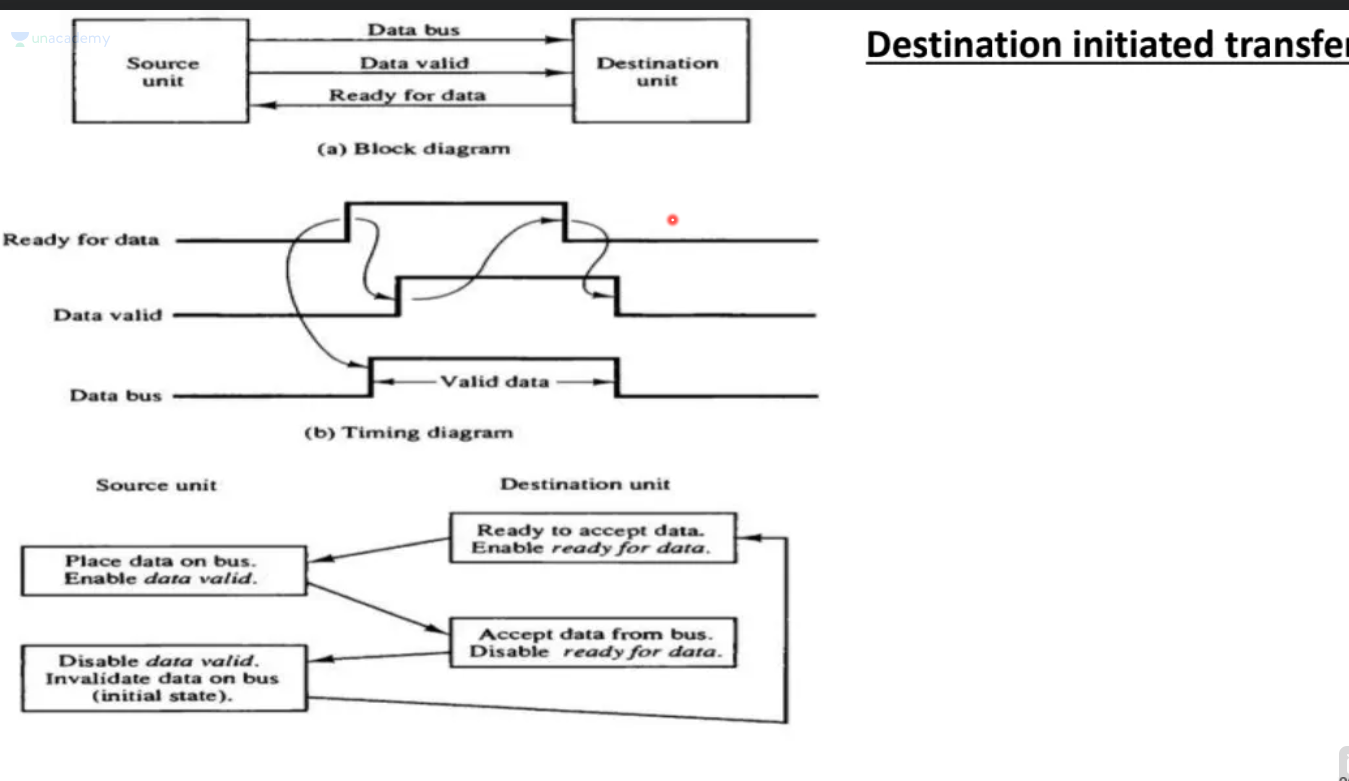 unacademy
Destination initiated transfer
Data bus
Source
unit
Data valid
Destination
unit
Ready for data
(a) Block diagram
Ready for data
Data valid
Data bus
Valid data
(b) Timing diagram
Source unit
Destination unit
Ready to accept data.
Enable ready for data.
Place data on bus.
Enable data valid.
Accept data from bus.
Disable ready for data.
Disable data valid.
Invalidate data on bus
(initial state).